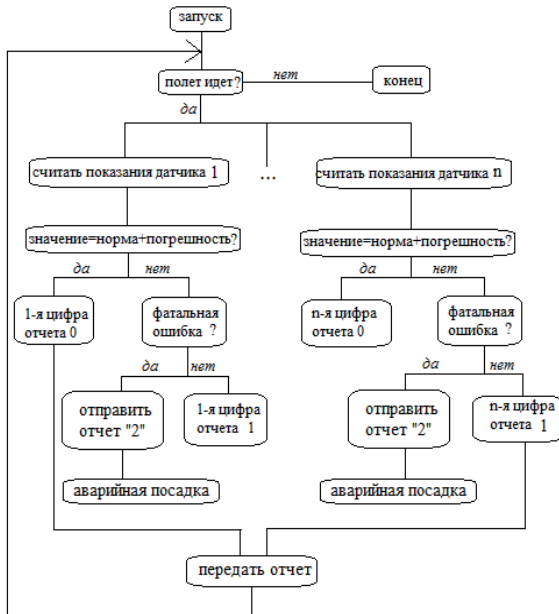 запуск
полет идет?
нет
конец
да
считать показания датчика 1
...
считать показания датчика n
значение=норма+погрешность?
значение=норма+погрешность?
да
нет
да
нет
1-я цифра
отчета 0
фатальная
ошибка ?
n-я цифра
отчета 0
фатальная
ошибка ?
да
нет
да
нет
отправить
отчет "2"
1-я цифра
отчета 1
отправить
отчет "2"
n-я цифра
отчета 1
аварийная посадка
аварийная посадка
передать отчет